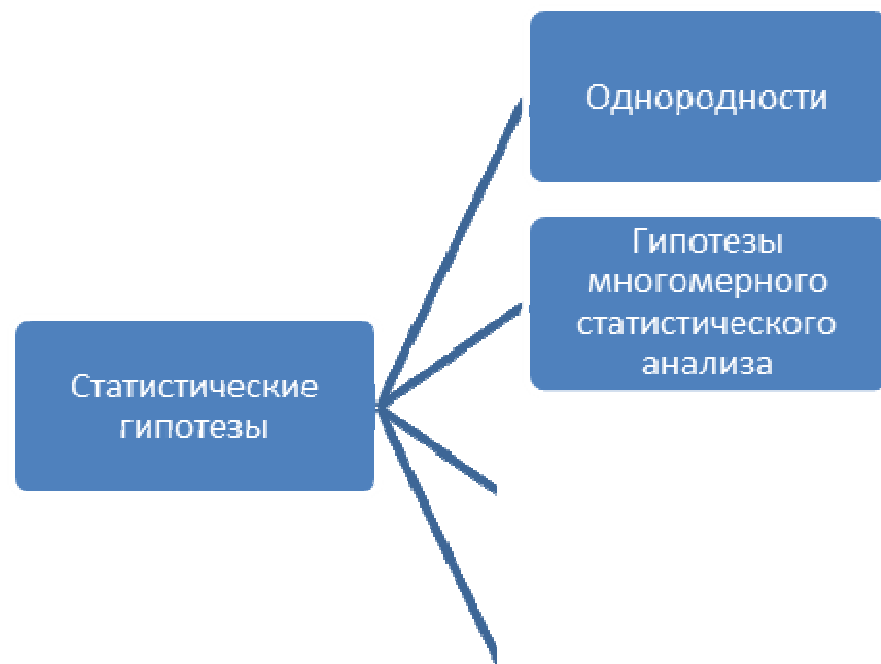 Однородности
Гипотезы
многомерного
статистического
анализа
Статистические
гипотезы